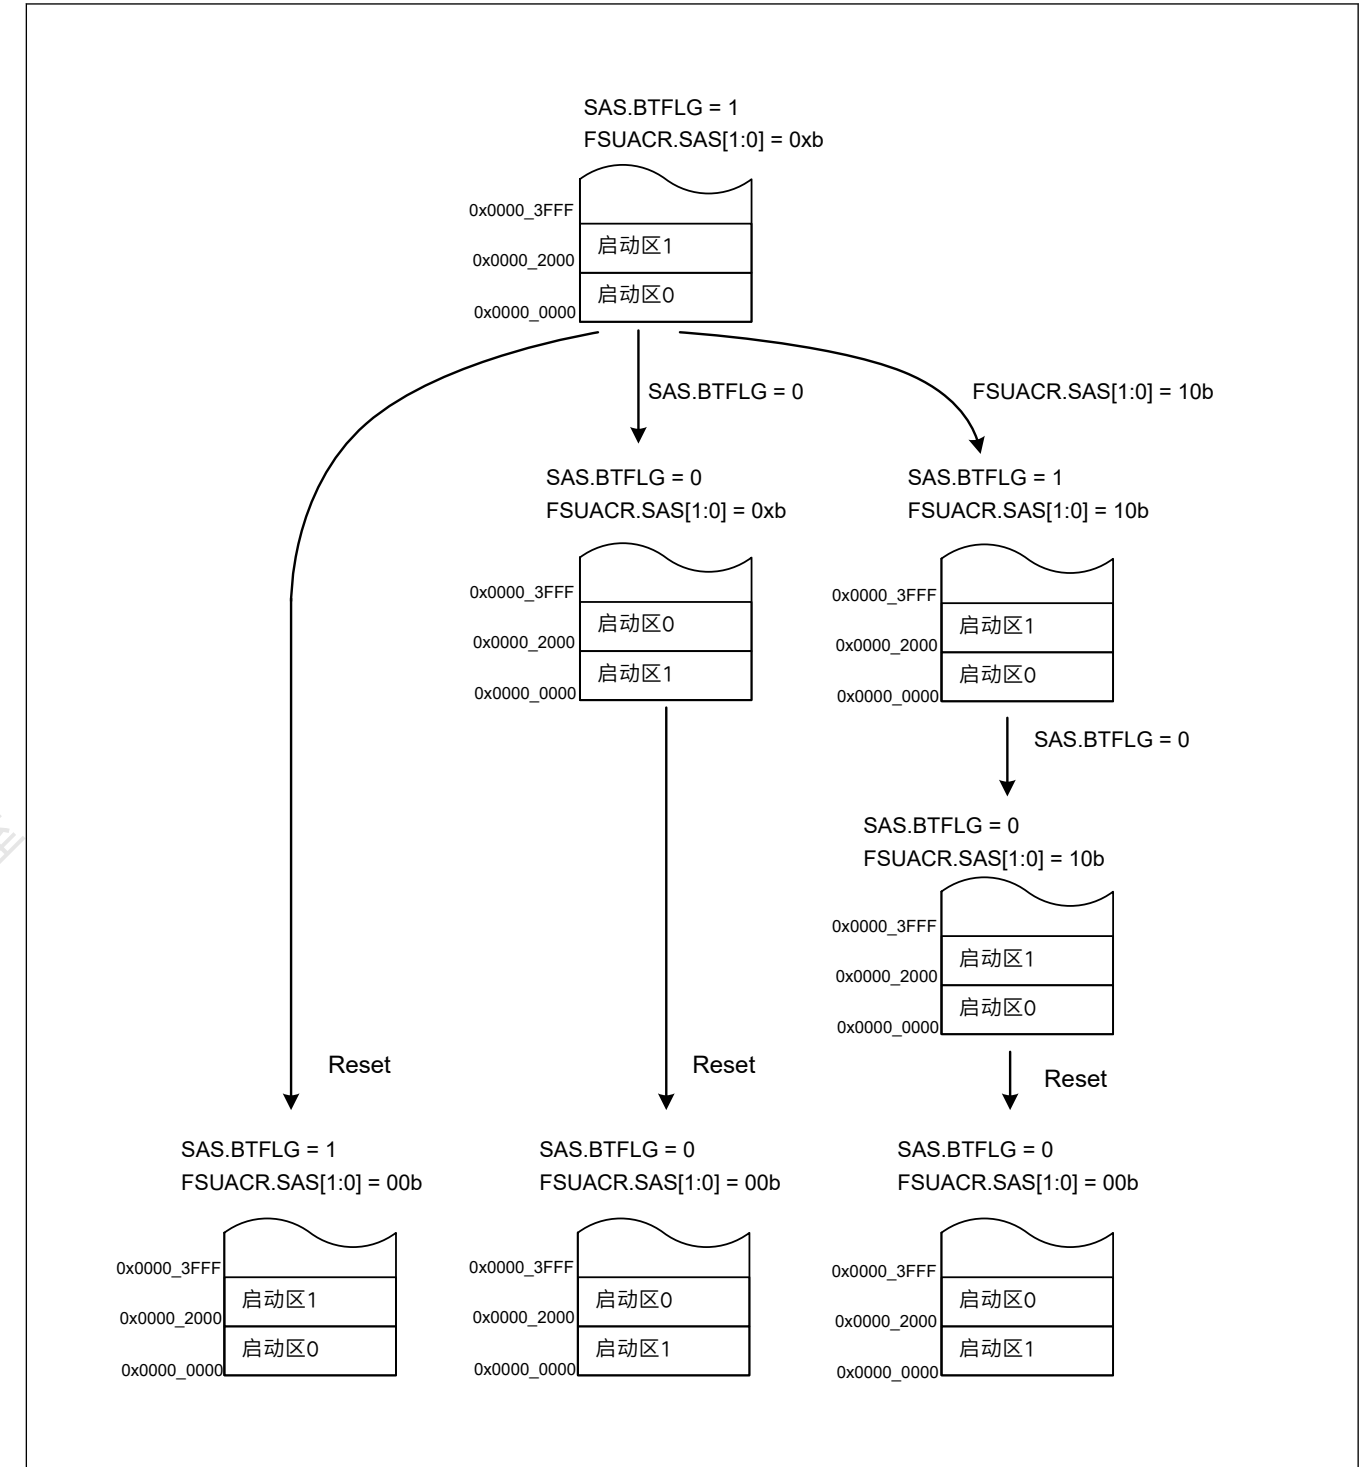 SAS.BTFLG = 1
FSUACR.SAS[1:0] = 0xb
0x0000_3FFF
启动区1
0x0000_2000
启动区0
0x0000_0000
SAS.BTFLG = 0
FSUACR.SAS[1:0] = 10b
SAS.BTFLG = 0
FSUACR.SAS[1:0] = 0xb
0x0000_3FFF
启动区0
0x0000_2000
启动区1
0x0000_0000
SAS.BTFLG = 1
FSUACR.SAS[1:0] = 10b
0x0000_3FFF
启动区1
0x0000_2000
启动区0
0x0000_0000
SAS.BTFLG = 0
SAS.BTFLG = 0
FSUACR.SAS[1:0] = 10b
0x0000_3FFF
启动区1
0x0000_2000
启动区0
0x0000_0000
Reset
Reset
Reset
SAS.BTFLG = 1
FSUACR.SAS[1:0] = 00b
0x0000_3FFF
启动区1
0x0000_2000
启动区0
0x0000_0000
SAS.BTFLG = 0
FSUACR.SAS[1:0] = 00b
0x0000_3FFF
启动区0
0x0000_2000
启动区1
0x0000_0000
SAS.BTFLG = 0
FSUACR.SAS[1:0] = 00b
0x0000_3FFF
启动区0
0x0000_2000
启动区1
0x0000_0000